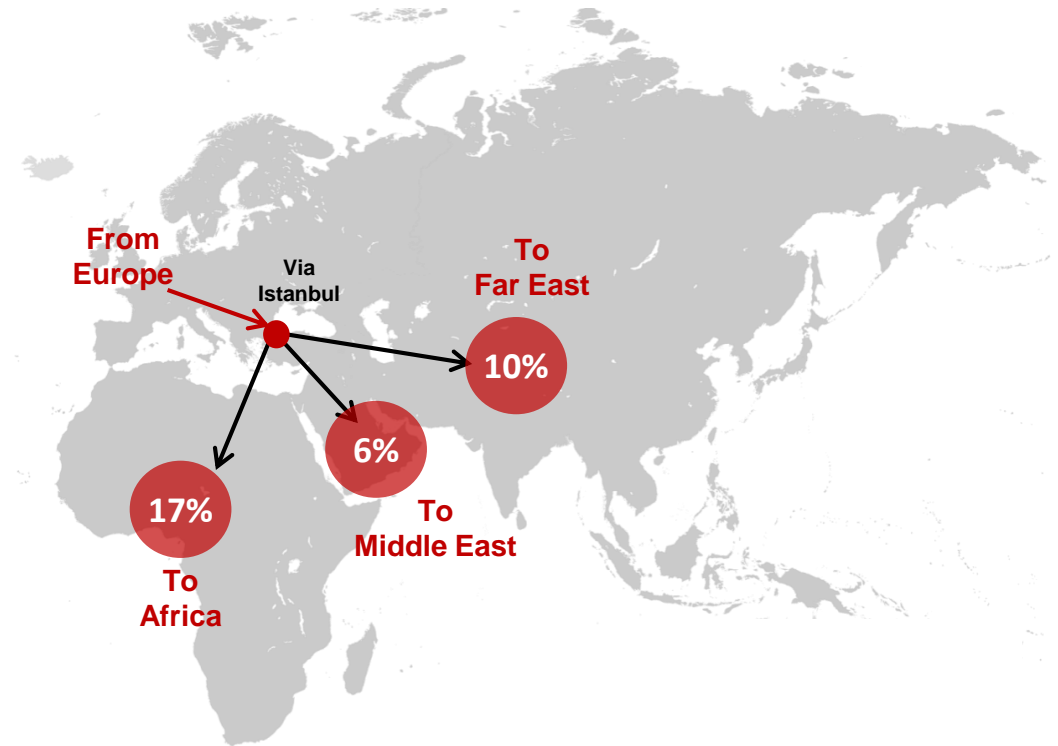 From
Europe
Via
Istanbul
To
Far East
10%
6%
To
Middle East
17%
To
Africa